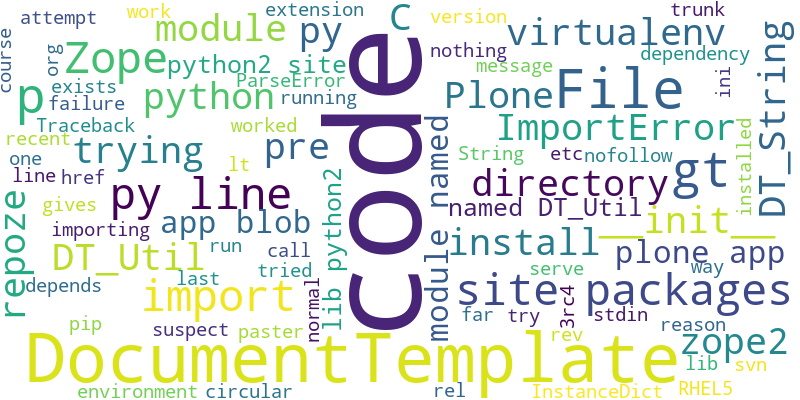 attempt
work
extension
C
version
trunk
course
org
module
py
virtualenv
nothing
dependency
Zope
python2 site
message
ini
exists
ParseError
failure
python
running
Plone
File
DT_String
p
Traceback
worked
ImportError
recent
trying
pre
String
etc
nofollow
installed
one
lt
line
href
py line
directory
gt
code
module named
named DT_Util
gives
repoze
importing
app blob
lib python2
install
__init__
DT_Util
run
call
plone app
depends
last
tried
serve
way
import
normal
site packages
far
try
3rc4
stdin
reason
pip
suspect
paster
zope2
rev
DocumentTemplate
lib
svn
environment
circular
rel
InstanceDict
RHEL5